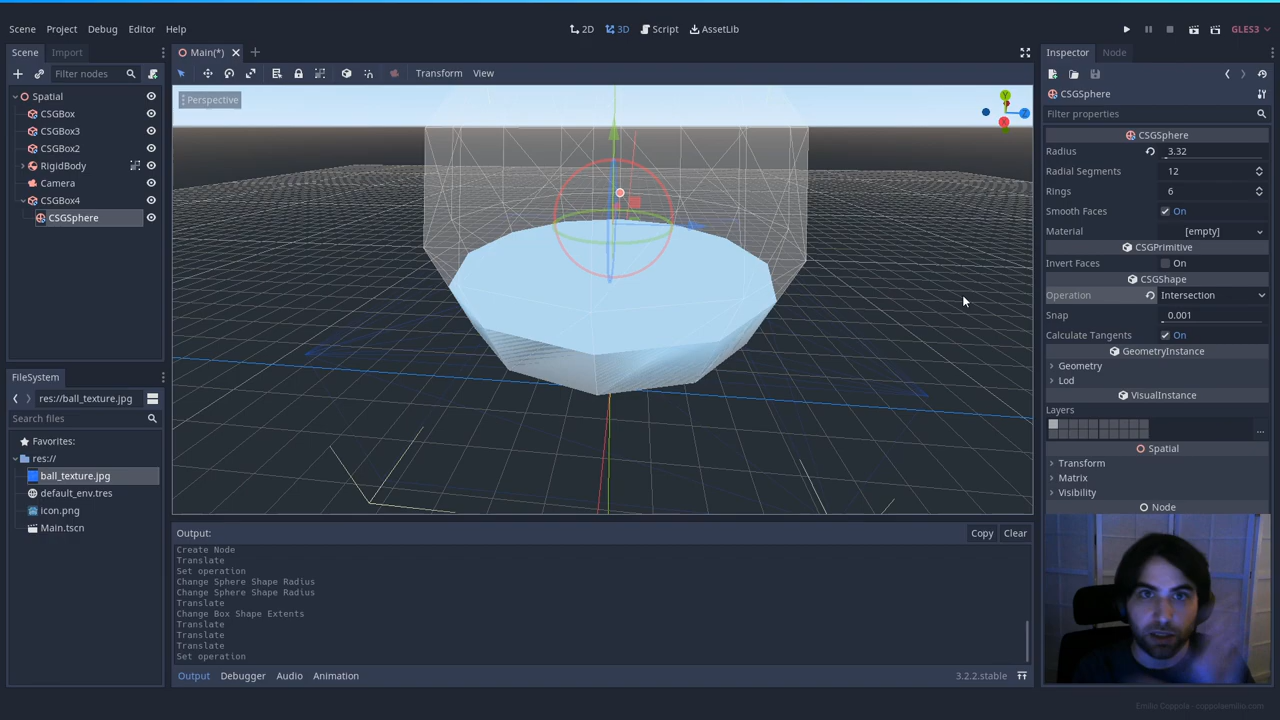 Scene Project Debug Editor Help
2D 3D Script AssetLib
GLES3
Scene Import
Filter nodes
Spatial
CSGBox
CSGBox3
CSGBox2
RigidBody
Camera
CSGBox4
CSGSphere
FileSystem
res://ball_texture.jpg
Search files
Favorites:
res://
ball_texture.jpg
default_env.tres
icon.png
Main.tscn
Main(*)
Transform View
Perspective
Y
Z
X
Output:
Copy Clear
Create Node
Translate
Set operation
Change Sphere Shape Radius
Change Sphere Shape Radius
Translate
Change Box Shape Extents
Translate
Translate
Translate
Set operation
Output Debugger Audio Animation
3.2.2.stable
Inspector Node
CSGSphere
Filter properties
CSGSphere
Radius 3.32
Radial Segments 12
Rings 6
Smooth Faces On
Material [empty]
CSGPrimitive
Invert Faces On
CSGShape
Operation Intersection
Snap 0.001
Calculate Tangents On
GeometryInstance
Geometry
Lod
VisualInstance
Layers
...
Spatial
Transform
Matrix
Visibility
Node
Emilio Coppola - coppolaemilio.com